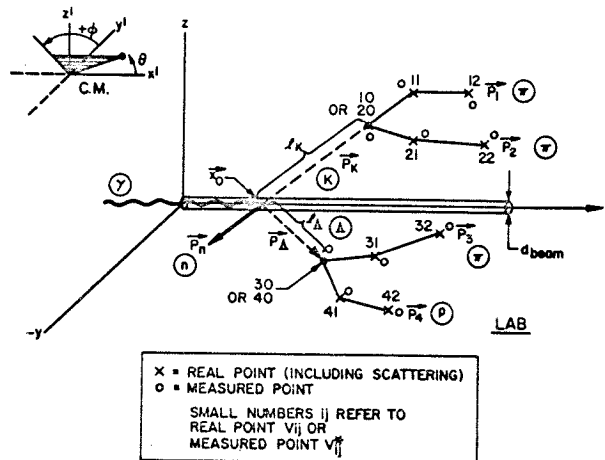 z'
+φ
y'
θ
x'
C.M.
z
10
OR 20
11
12
P₁ π
21
22
P₂ π
ℓK
PK
K
γ
x₀
ℓΛ
Λ
PΛ
Pn
n
30
OR 40
31
32
P₃
π
41
42
P₄ p
d beam
-y
LAB
× = REAL POINT (INCLUDING SCATTERING)
o = MEASURED POINT
SMALL NUMBERS ij REFER TO
REAL POINT Vij OR
MEASURED POINT V*ij